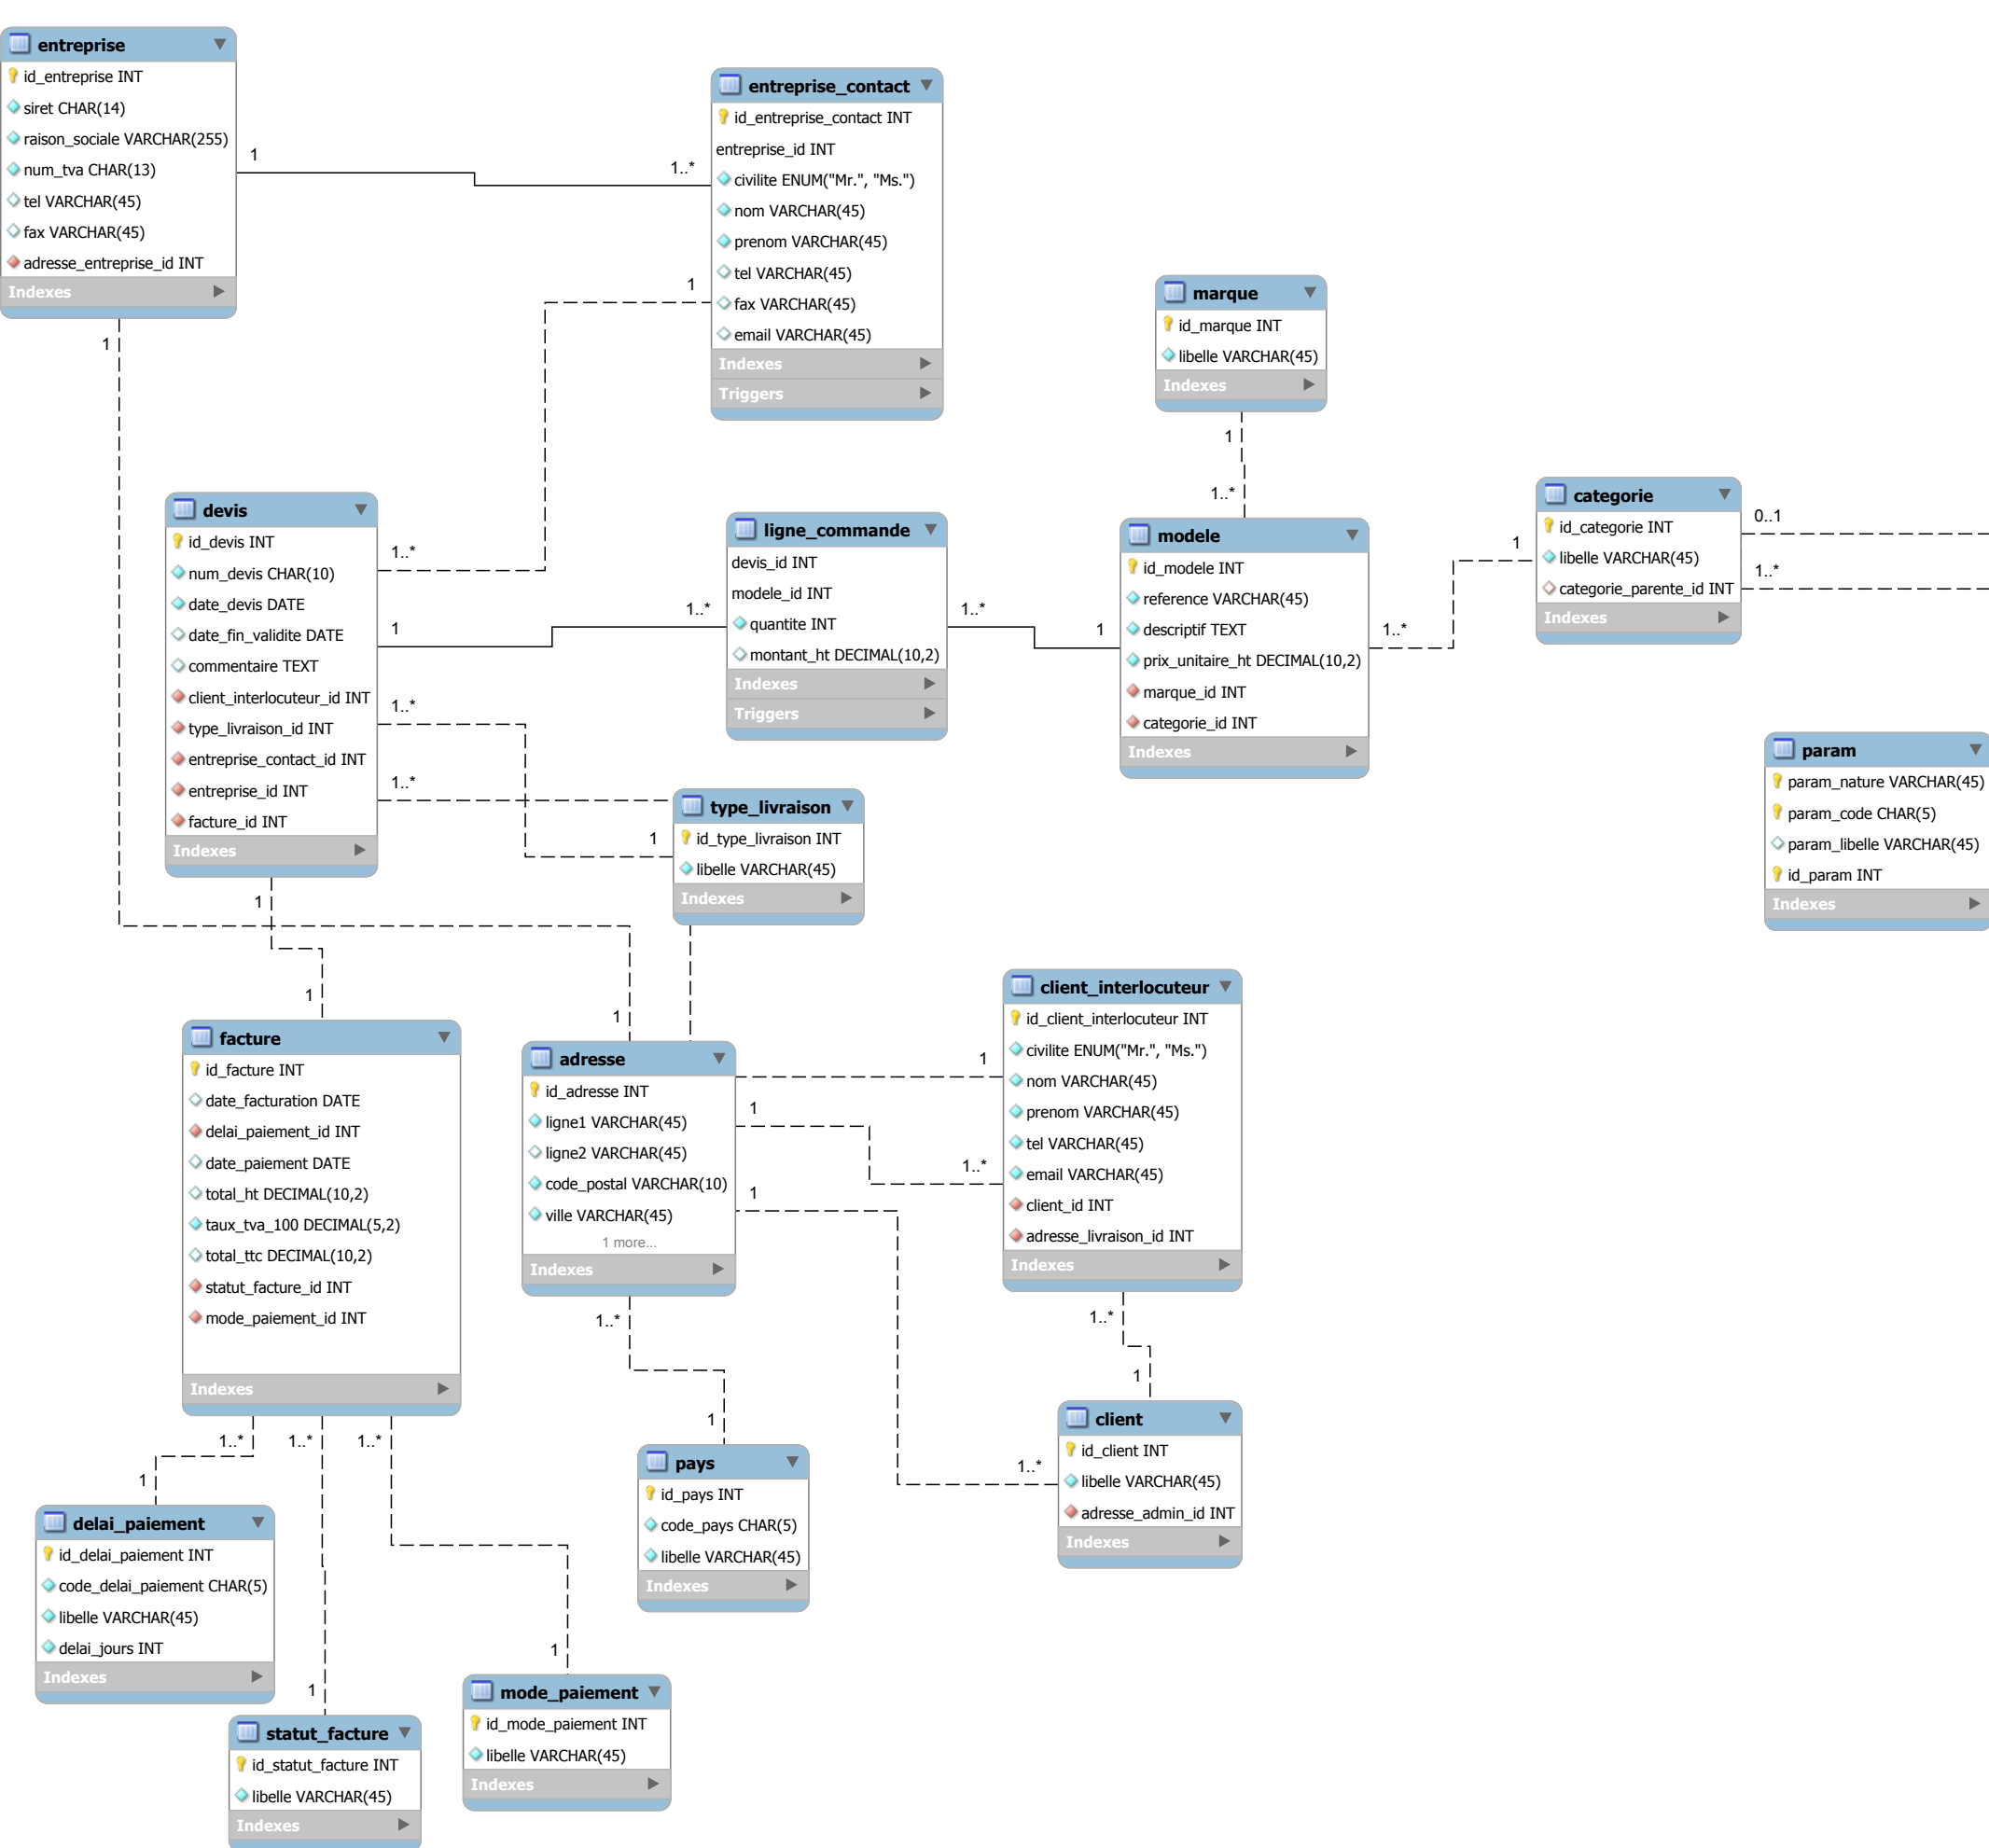 entreprise
id_entreprise INT
siret CHAR(14)
raison_sociale VARCHAR(255)
num_tva CHAR(13)
tel VARCHAR(45)
fax VARCHAR(45)
adresse_entreprise_id INT
Indexes
1
1..*
1
entreprise_contact
id_entreprise_contact INT
entreprise_id INT
civilite ENUM("Mr.", "Ms.")
nom VARCHAR(45)
prenom VARCHAR(45)
tel VARCHAR(45)
fax VARCHAR(45)
email VARCHAR(45)
Indexes
Triggers
1
marque
id_marque INT
libelle VARCHAR(45)
Indexes
1
1..*
devis
id_devis INT
num_devis CHAR(10)
date_devis DATE
date_fin_validite DATE
commentaire TEXT
client_interlocuteur_id INT
type_livraison_id INT
entreprise_contact_id INT
entreprise_id INT
facture_id INT
Indexes
1..*
1
1..*
1..*
1
ligne_commande
devis_id INT
modele_id INT
quantite INT
montant_ht DECIMAL(10,2)
Indexes
Triggers
1..*
1..*
1
modele
id_modele INT
reference VARCHAR(45)
descriptif TEXT
prix_unitaire_ht DECIMAL(10,2)
marque_id INT
categorie_id INT
Indexes
1..*
1
categorie
id_categorie INT
libelle VARCHAR(45)
categorie_parente_id INT
Indexes
0..1
1..*
param
param_nature VARCHAR(45)
param_code CHAR(5)
param_libelle VARCHAR(45)
id_param INT
Indexes
type_livraison
id_type_livraison INT
libelle VARCHAR(45)
Indexes
1
1
facture
id_facture INT
date_facturation DATE
delai_paiement_id INT
date_paiement DATE
total_ht DECIMAL(10,2)
taux_tva_100 DECIMAL(5,2)
total_ttc DECIMAL(10,2)
statut_facture_id INT
mode_paiement_id INT
Indexes
1..*
1..*
1..*
1
adresse
id_adresse INT
ligne1 VARCHAR(45)
ligne2 VARCHAR(45)
code_postal VARCHAR(10)
ville VARCHAR(45)
1 more...
Indexes
1
1
1
1..*
1..*
1
client_interlocuteur
id_client_interlocuteur INT
civilite ENUM("Mr.", "Ms.")
nom VARCHAR(45)
prenom VARCHAR(45)
tel VARCHAR(45)
email VARCHAR(45)
client_id INT
adresse_livraison_id INT
Indexes
1..*
1
client
id_client INT
libelle VARCHAR(45)
adresse_admin_id INT
Indexes
1..*
pays
id_pays INT
code_pays CHAR(5)
libelle VARCHAR(45)
Indexes
1
delai_paiement
id_delai_paiement INT
code_delai_paiement CHAR(5)
libelle VARCHAR(45)
delai_jours INT
Indexes
1
statut_facture
id_statut_facture INT
libelle VARCHAR(45)
Indexes
1
mode_paiement
id_mode_paiement INT
libelle VARCHAR(45)
Indexes